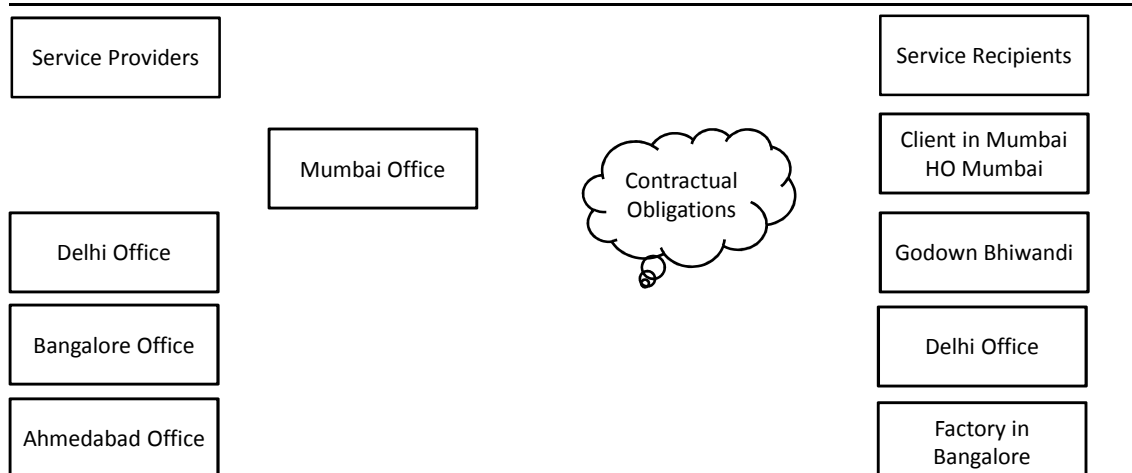 Service Providers
Service Recipients
Mumbai Office
Contractual
Obligations
Client in Mumbai
HO Mumbai
Delhi Office
Godown Bhiwandi
Bangalore Office
Delhi Office
Ahmedabad Office
Factory in
Bangalore